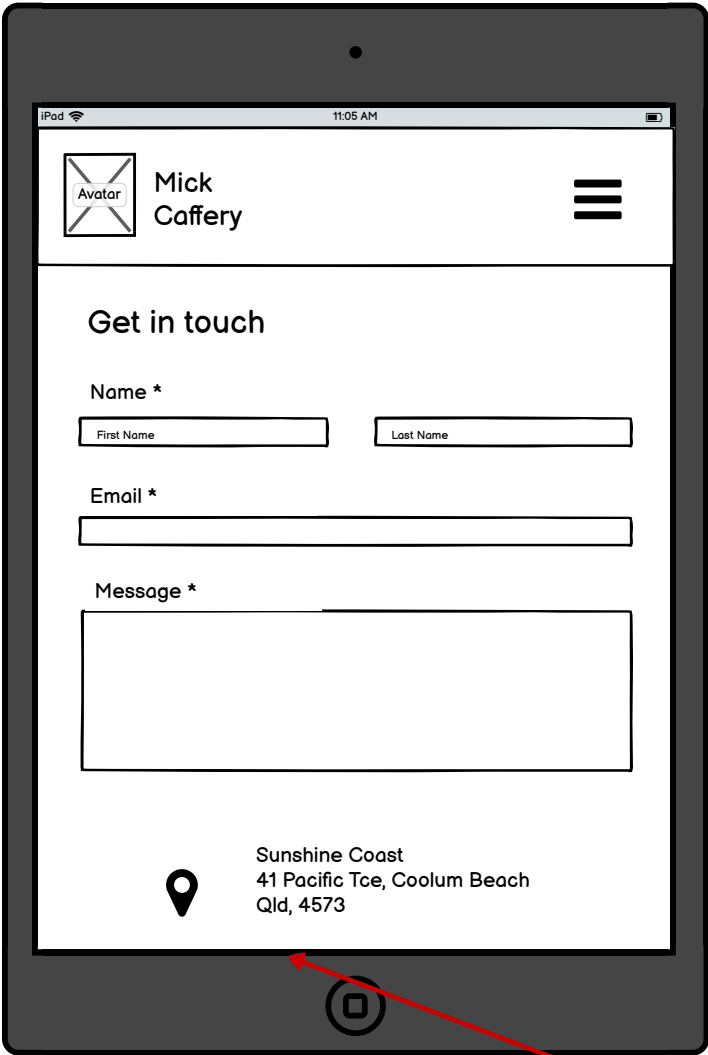 iPad
11:05 AM
Avatar
Mick
Caffery
Get in touch
Name *
First Name
Last Name
Email *
Message *
Sunshine Coast
41 Pacific Tce, Coolum Beach
Qld, 4573